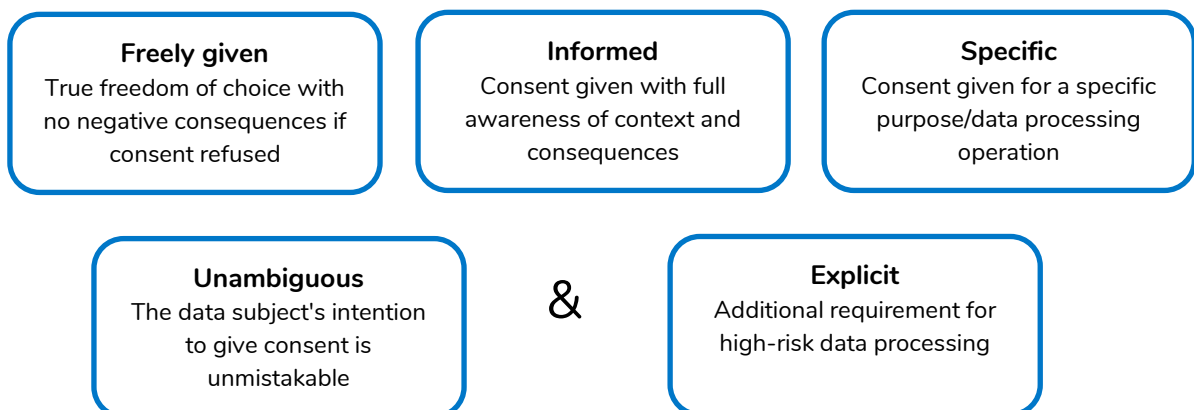 Freely given
True freedom of choice with
no negative consequences if
consent refused
Informed
Consent given with full
awareness of context and
consequences
Specific
Consent given for a specific
purpose/data processing
operation
Unambiguous
The data subject's intention
to give consent is
unmistakable
&
Explicit
Additional requirement for
high-risk data processing